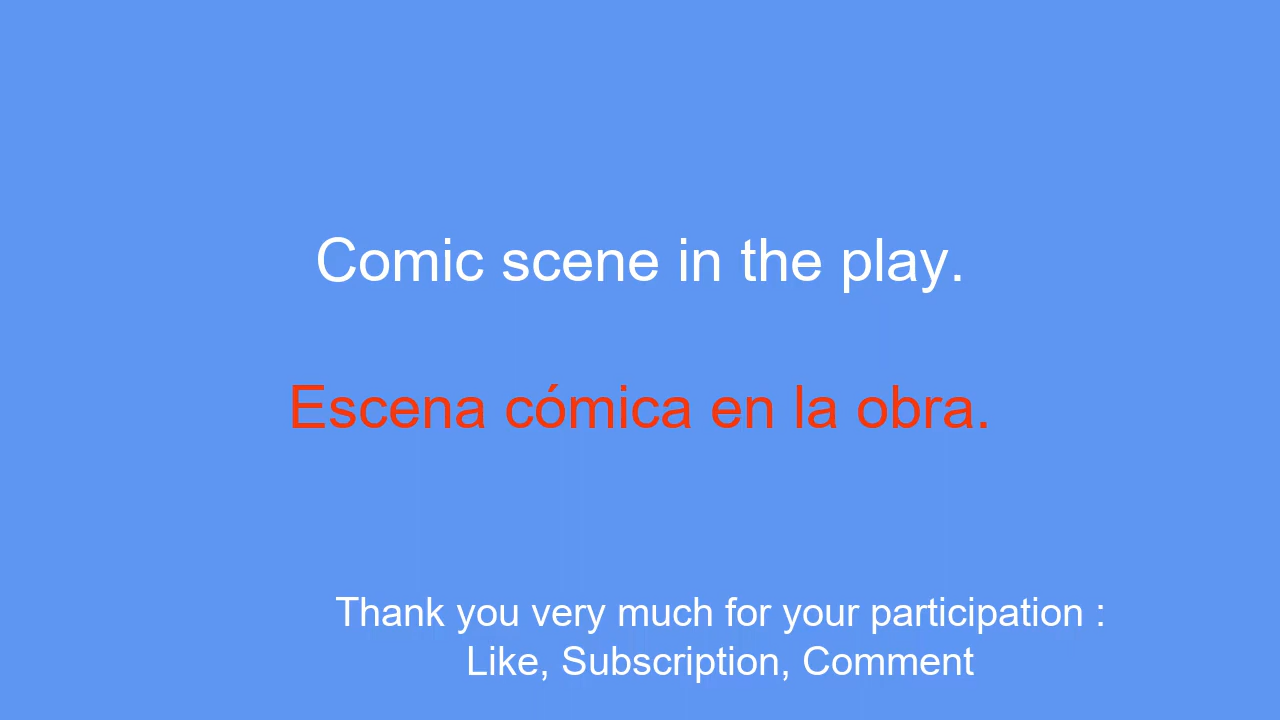 Comic scene in the play.
Escena cómica en la obra.
Thank you very much for your participation :
Like, Subscription, Comment